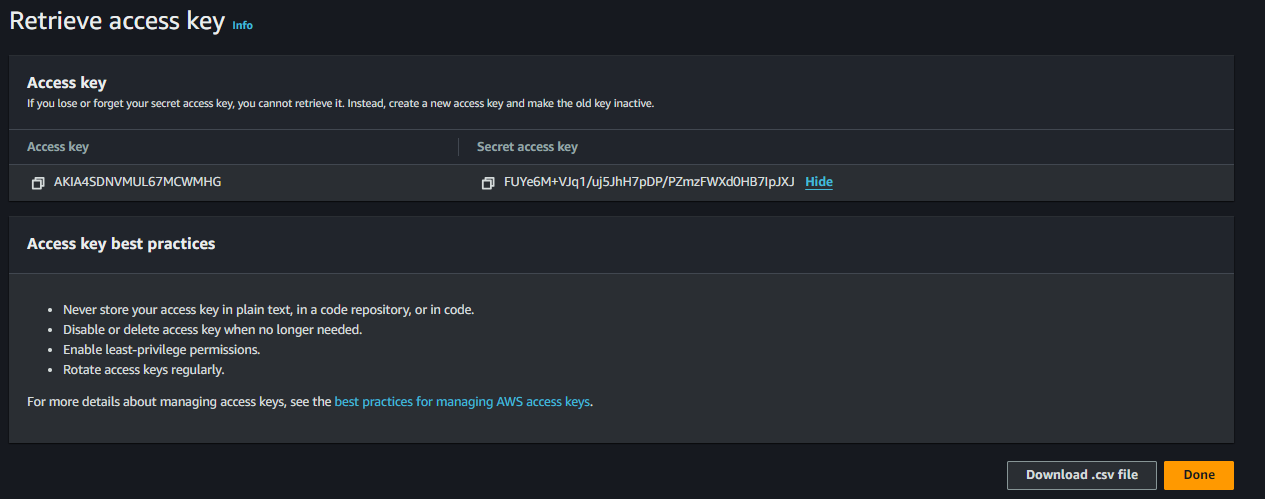 Retrieve access key Info
Access key
If you lose or forget your secret access key, you cannot retrieve it. Instead, create a new access key and make the old key inactive.
Access key Secret access key
AKIA4SDNVMUL67MCWMHG FUYe6M+VJq1/uj5JhH7pDP/PZmzFWXd0HB7IpJXJ Hide
Access key best practices
• Never store your access key in plain text, in a code repository, or in code.
• Disable or delete access key when no longer needed.
• Enable least-privilege permissions.
• Rotate access keys regularly.
For more details about managing access keys, see the best practices for managing AWS access keys.
Download .csv file Done